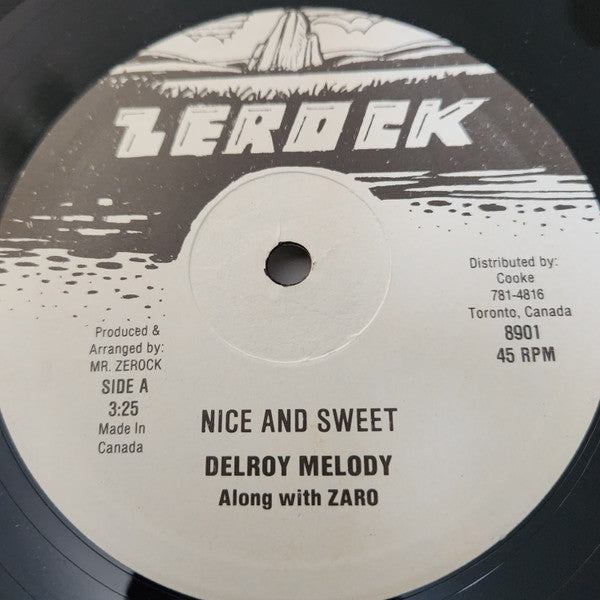 ZEROCK
Produced &
Arranged by:
MR. ZEROCK
SIDE A
3:25
Made In
Canada
Distributed by:
Cooke
781-4816
Toronto, Canada
8901
45 RPM
NICE AND SWEET
DELROY MELODY
Along with ZARO